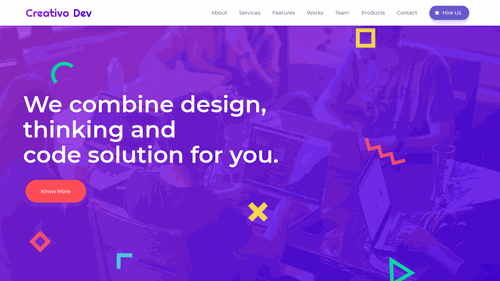 Creativo Dev
About Services Features Works Team Products Contact Hire Us
We combine design,
thinking and
code solution for you.
Know More